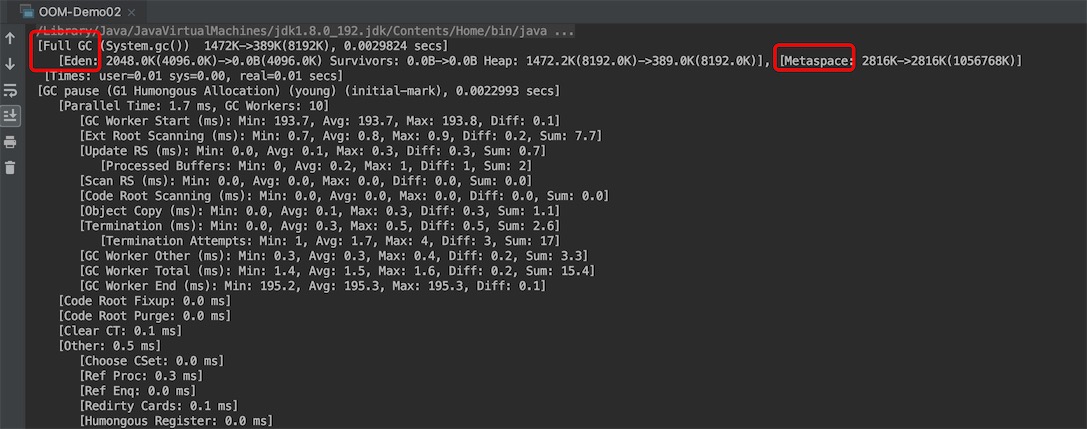 OOM-Demo02 ×
/Library/Java/JavaVirtualMachines/jdk1.8.0_192.jdk/Contents/Home/bin/java ...
[Full GC (System.gc())  1472K->389K(8192K), 0.0029824 secs]
   [Eden: 2048.0K(4096.0K)->0.0B(4096.0K) Survivors: 0.0B->0.0B Heap: 1472.2K(8192.0K)->389.0K(8192.0K)], [Metaspace: 2816K->2816K(1056768K)]
 [Times: user=0.01 sys=0.00, real=0.01 secs]
[GC pause (G1 Humongous Allocation) (young) (initial-mark), 0.0022993 secs]
   [Parallel Time: 1.7 ms, GC Workers: 10]
      [GC Worker Start (ms): Min: 193.7, Avg: 193.7, Max: 193.8, Diff: 0.1]
      [Ext Root Scanning (ms): Min: 0.7, Avg: 0.8, Max: 0.9, Diff: 0.2, Sum: 7.7]
      [Update RS (ms): Min: 0.0, Avg: 0.1, Max: 0.3, Diff: 0.3, Sum: 0.7]
         [Processed Buffers: Min: 0, Avg: 0.2, Max: 1, Diff: 1, Sum: 2]
      [Scan RS (ms): Min: 0.0, Avg: 0.0, Max: 0.0, Diff: 0.0, Sum: 0.0]
      [Code Root Scanning (ms): Min: 0.0, Avg: 0.0, Max: 0.0, Diff: 0.0, Sum: 0.0]
      [Object Copy (ms): Min: 0.0, Avg: 0.1, Max: 0.3, Diff: 0.3, Sum: 1.1]
      [Termination (ms): Min: 0.0, Avg: 0.3, Max: 0.5, Diff: 0.5, Sum: 2.6]
         [Termination Attempts: Min: 1, Avg: 1.7, Max: 4, Diff: 3, Sum: 17]
      [GC Worker Other (ms): Min: 0.3, Avg: 0.3, Max: 0.4, Diff: 0.2, Sum: 3.3]
      [GC Worker Total (ms): Min: 1.4, Avg: 1.5, Max: 1.6, Diff: 0.2, Sum: 15.4]
      [GC Worker End (ms): Min: 195.2, Avg: 195.3, Max: 195.3, Diff: 0.1]
   [Code Root Fixup: 0.0 ms]
   [Code Root Purge: 0.0 ms]
   [Clear CT: 0.1 ms]
   [Other: 0.5 ms]
      [Choose CSet: 0.0 ms]
      [Ref Proc: 0.3 ms]
      [Ref Enq: 0.0 ms]
      [Redirty Cards: 0.1 ms]
      [Humongous Register: 0.0 ms]